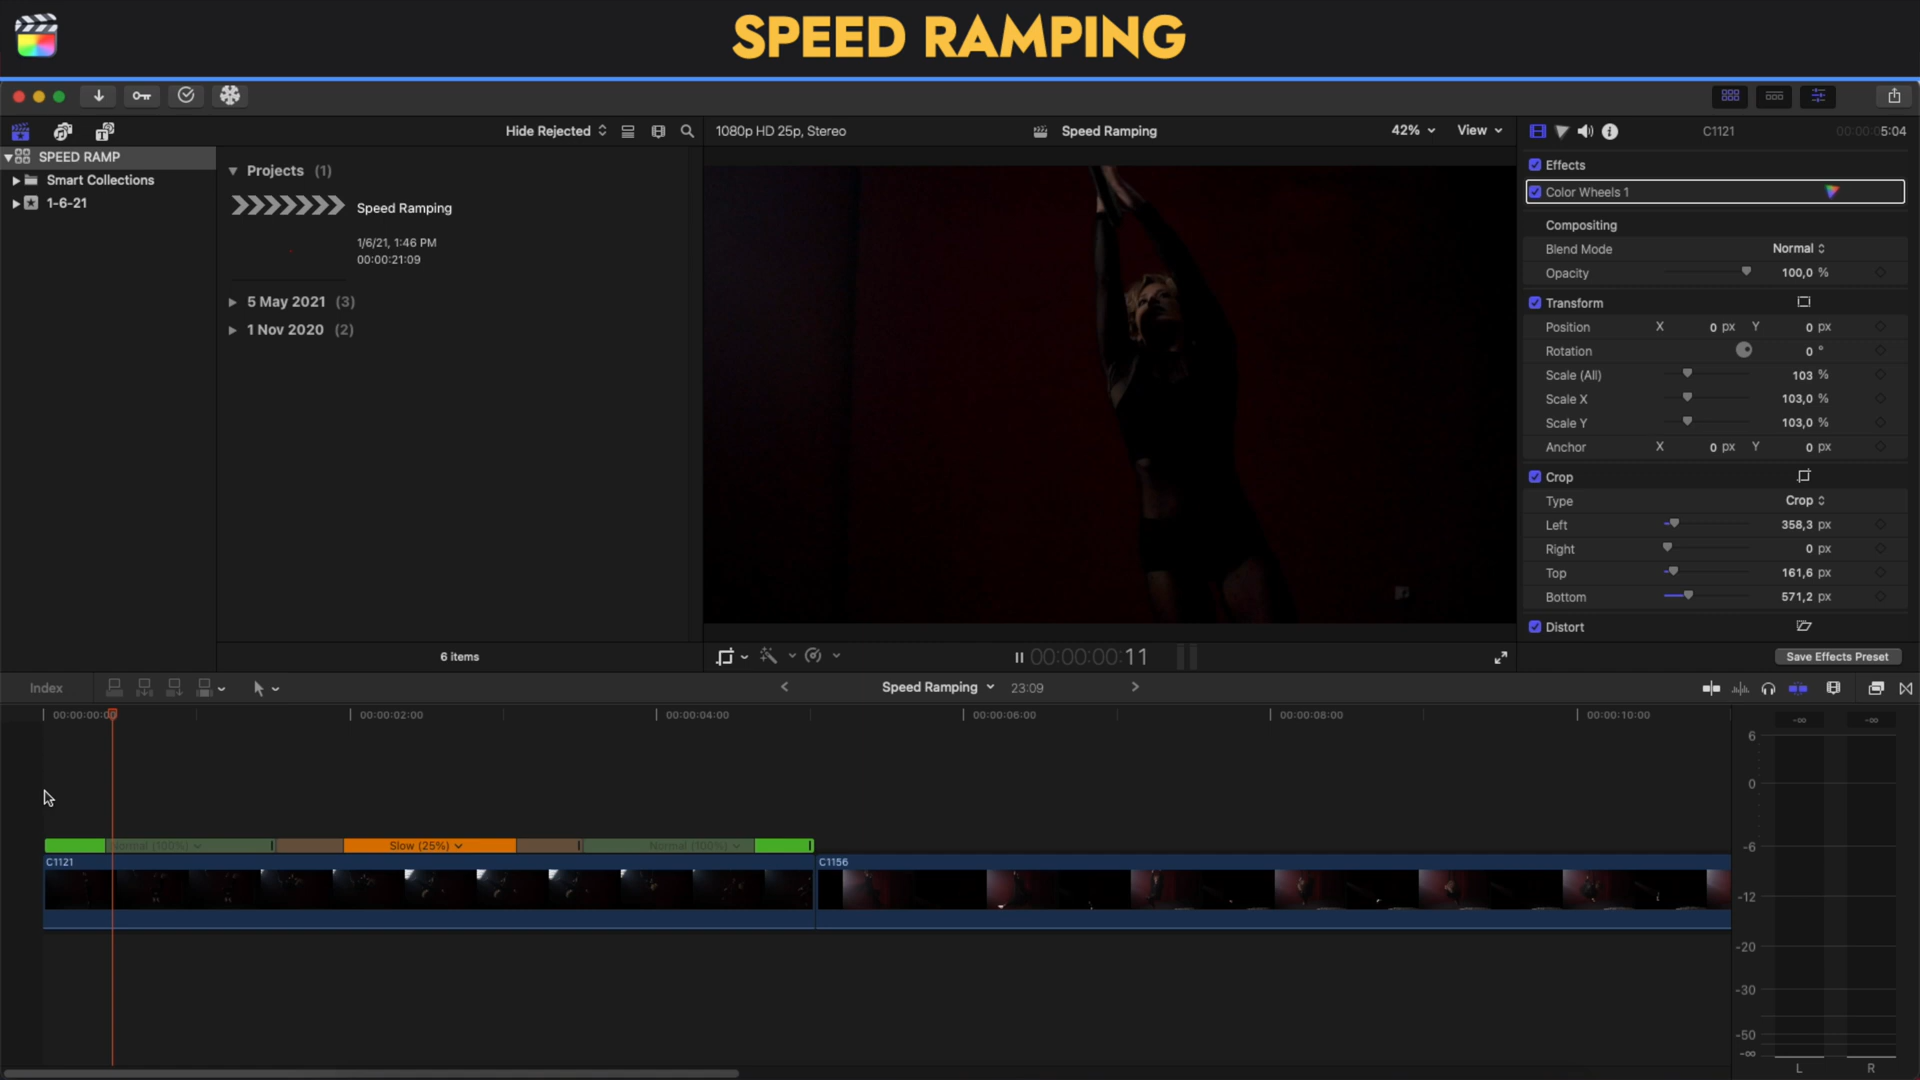 SPEED RAMPING
Hide Rejected
1080p HD 25p, Stereo
Speed Ramping
42%
View
C1121
00:00:05:04
SPEED RAMP
Smart Collections
1-6-21
Projects (1)
Speed Ramping
1/6/21, 1:46 PM
00:00:21:09
5 May 2021 (3)
1 Nov 2020 (2)
6 items
Effects
Color Wheels 1
Compositing
Blend Mode Normal
Opacity 100,0 %
Transform
Position X 0 px Y 0 px
Rotation 0 °
Scale (All) 103 %
Scale X 103,0 %
Scale Y 103,0 %
Anchor X 0 px Y 0 px
Crop
Type Crop
Left 358,3 px
Right 0 px
Top 161,6 px
Bottom 571,2 px
Distort
Save Effects Preset
00:00:00:11
Index
Speed Ramping 23:09
00:00:00:00 00:00:02:00 00:00:04:00 00:00:06:00 00:00:08:00 00:00:10:00
Normal (100%) Slow (25%) Normal (100%)
C1121 C1156
-∞ -∞
6
0
-6
-12
-20
-30
-50
-∞
L R